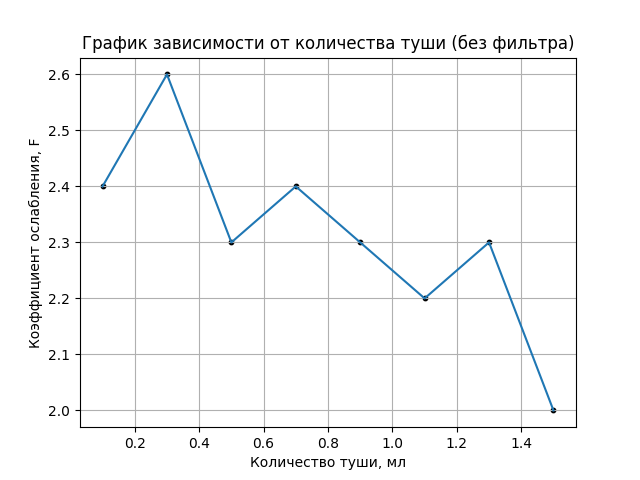 График зависимости от количества туши (без фильтра)
2.6
2.5
2.4
2.3
2.2
2.1
2.0
Коэффициент ослабления, F
0.2 0.4 0.6 0.8 1.0 1.2 1.4
Количество туши, мл